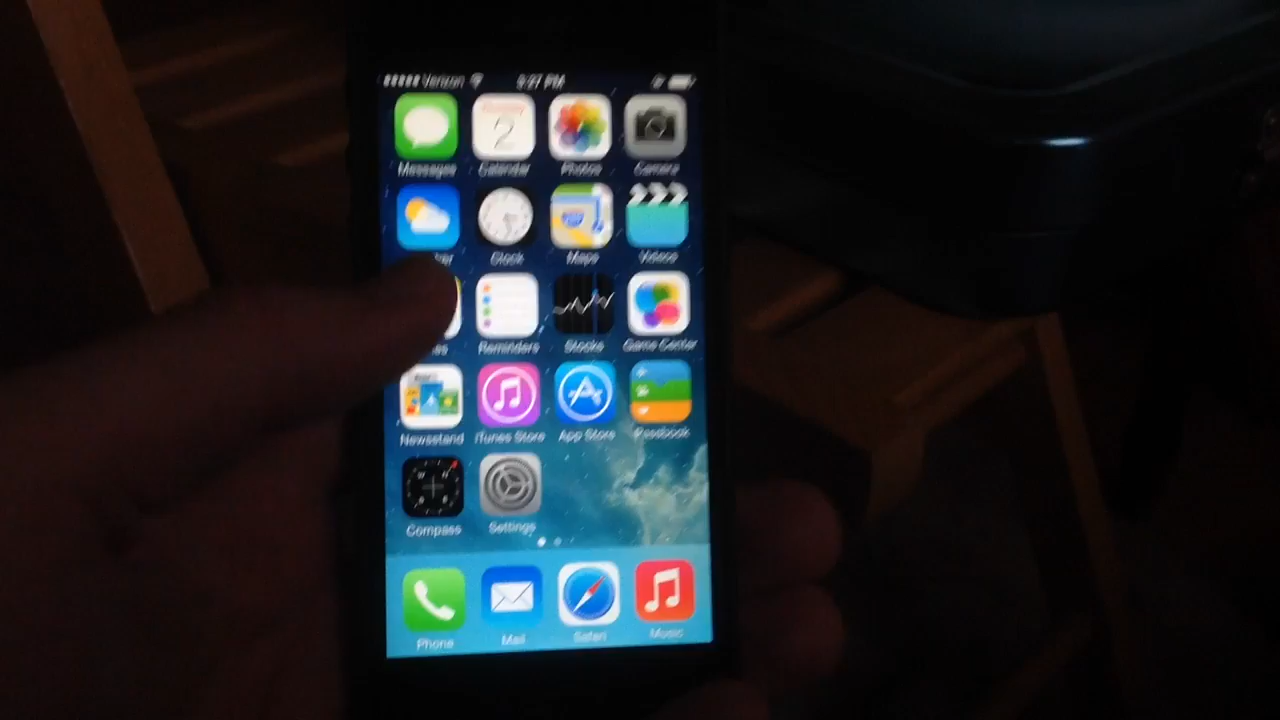 Verizon 9:27 PM
2
Messages Calendar Photos Camera
Clock Maps Videos
Reminders Stocks Game Center
Newsstand iTunes Store App Store Passbook
Compass Settings
Phone Mail Safari Music